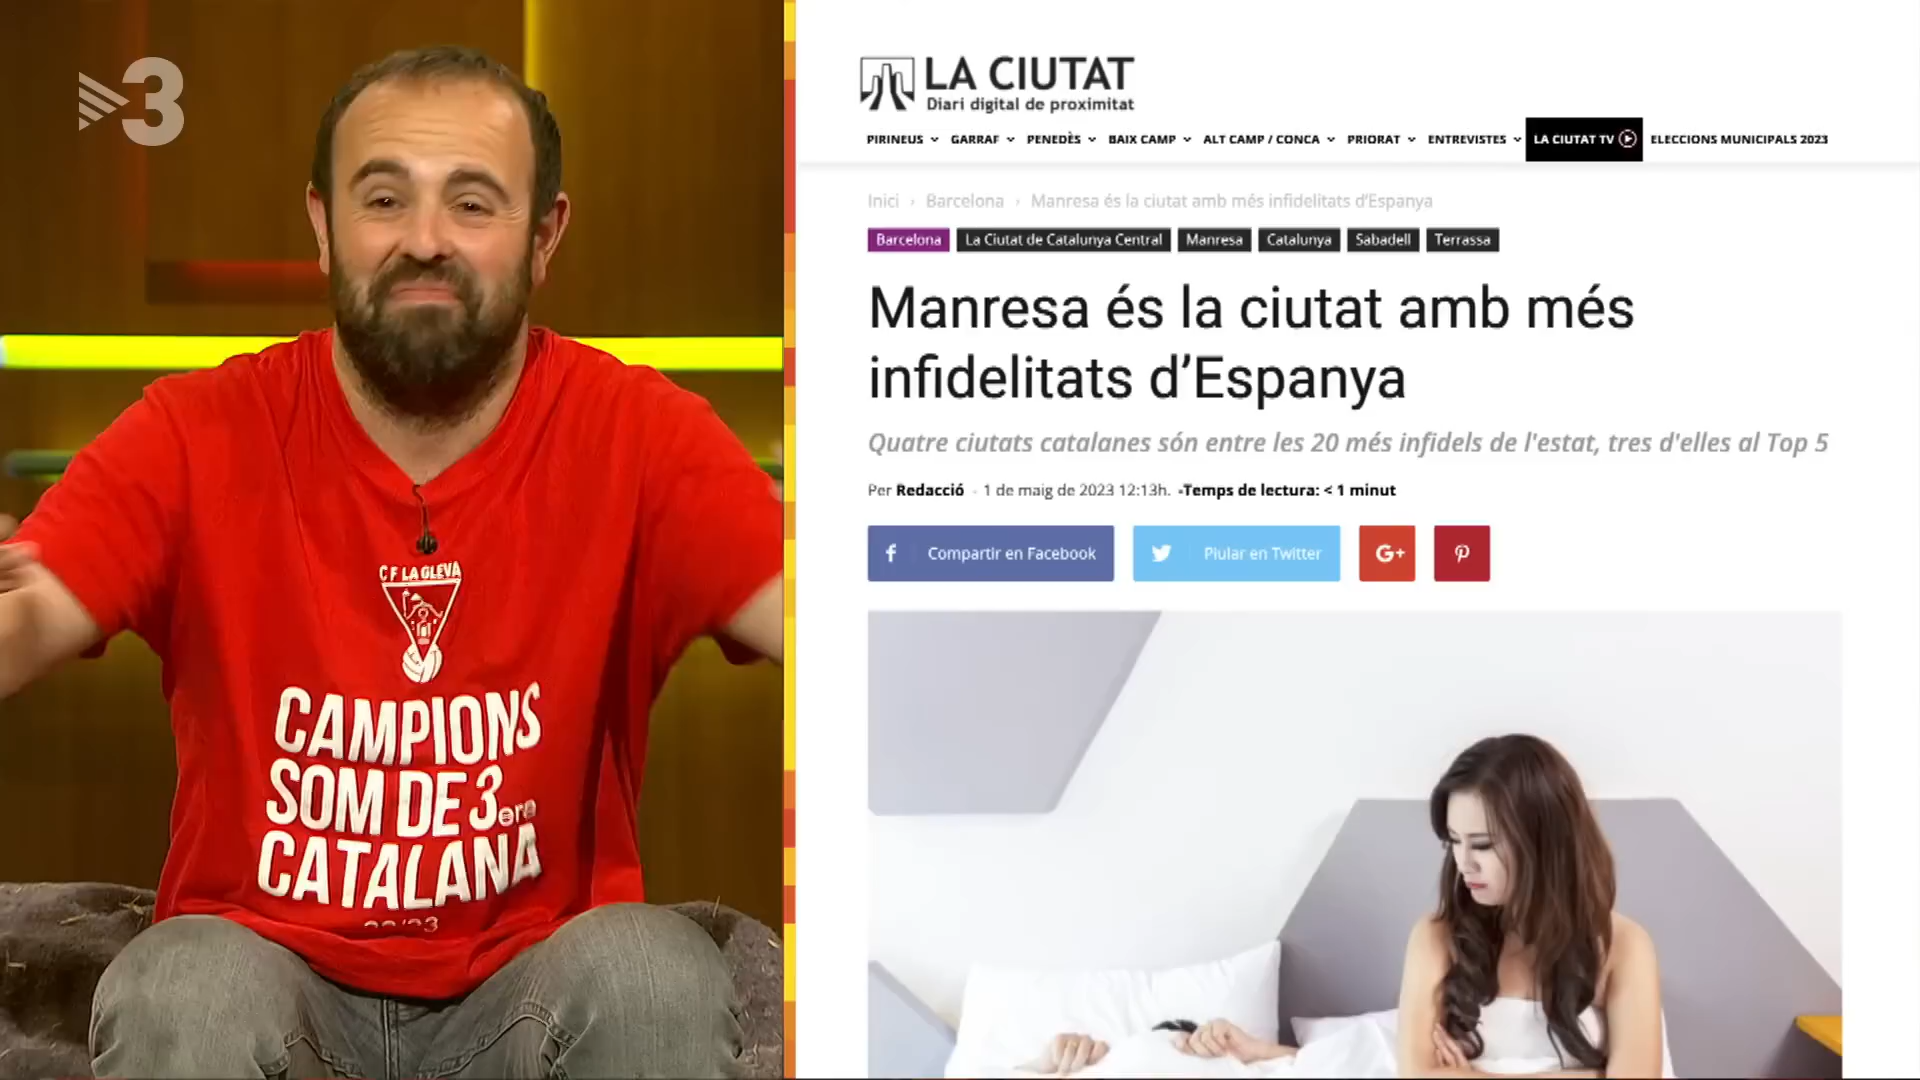 3
CF LA GLEVA
CAMPIONS
SOM DE 3era
CATALANA
22/23
LA CIUTAT
Diari digital de proximitat
PIRINEUS GARRAF PENEDÈS BAIX CAMP ALT CAMP / CONCA PRIORAT ENTREVISTES LA CIUTAT TV ELECCIONS MUNICIPALS 2023
Inici › Barcelona › Manresa és la ciutat amb més infidelitats d’Espanya
Barcelona La Ciutat de Catalunya Central Manresa Catalunya Sabadell Terrassa
Manresa és la ciutat amb més
infidelitats d’Espanya
Quatre ciutats catalanes són entre les 20 més infidels de l'estat, tres d'elles al Top 5
Per Redacció - 1 de maig de 2023 12:13h. -Temps de lectura: < 1 minut
f Compartir en Facebook Piular en Twitter G+